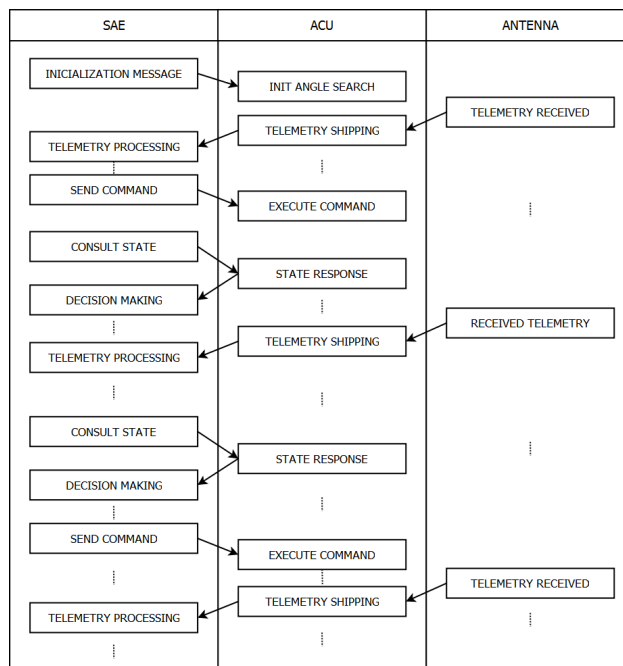 SAE
ACU
ANTENNA
INICIALIZATION MESSAGE
INIT ANGLE SEARCH
TELEMETRY RECEIVED
TELEMETRY SHIPPING
TELEMETRY PROCESSING
SEND COMMAND
EXECUTE COMMAND
CONSULT STATE
STATE RESPONSE
DECISION MAKING
RECEIVED TELEMETRY
TELEMETRY SHIPPING
TELEMETRY PROCESSING
CONSULT STATE
STATE RESPONSE
DECISION MAKING
SEND COMMAND
EXECUTE COMMAND
TELEMETRY RECEIVED
TELEMETRY SHIPPING
TELEMETRY PROCESSING